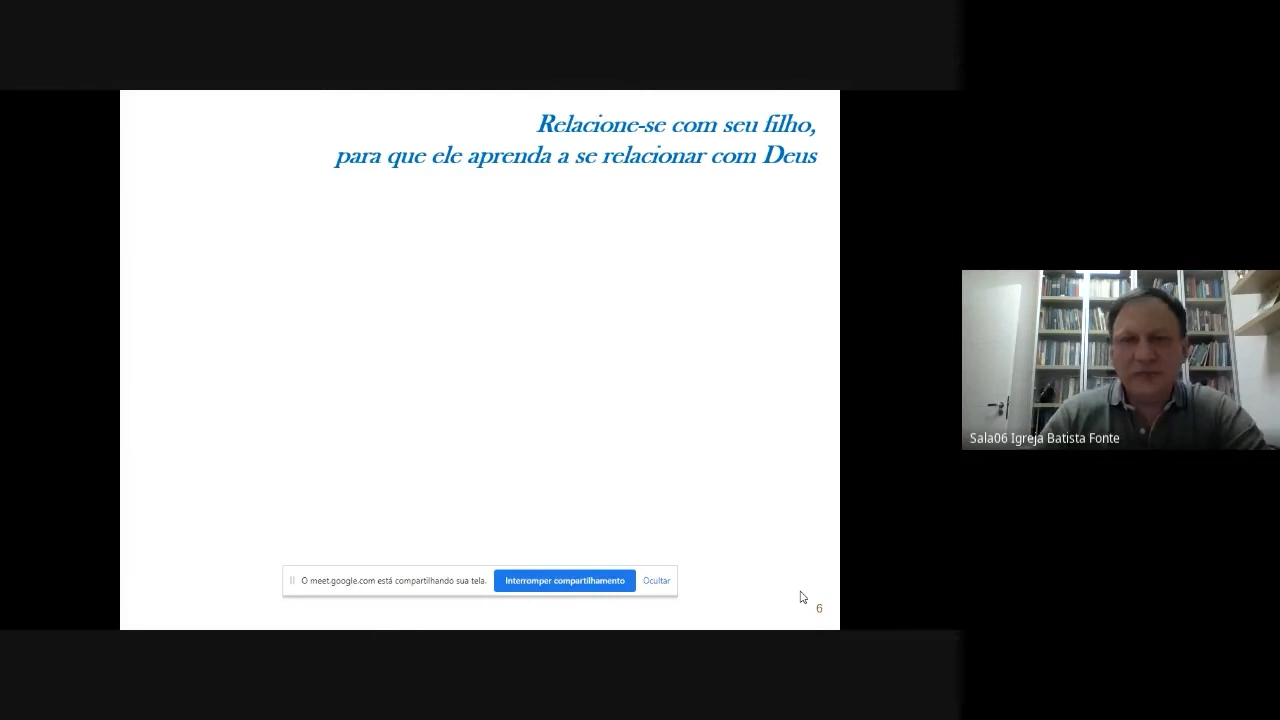 Relacione-se com seu filho,
para que ele aprenda a se relacionar com Deus
Sala06 Igreja Batista Fonte
O meet.google.com está compartilhando sua tela.
Interromper compartilhamento
Ocultar
6